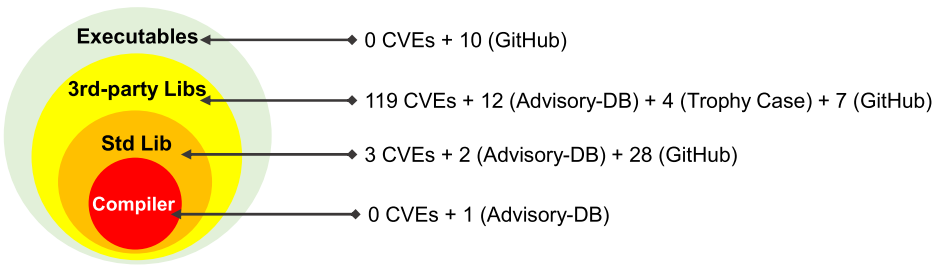 Executables
0 CVEs + 10 (GitHub)
3rd-party Libs
119 CVEs + 12 (Advisory-DB) + 4 (Trophy Case) + 7 (GitHub)
Std Lib
3 CVEs + 2 (Advisory-DB) + 28 (GitHub)
Compiler
0 CVEs + 1 (Advisory-DB)